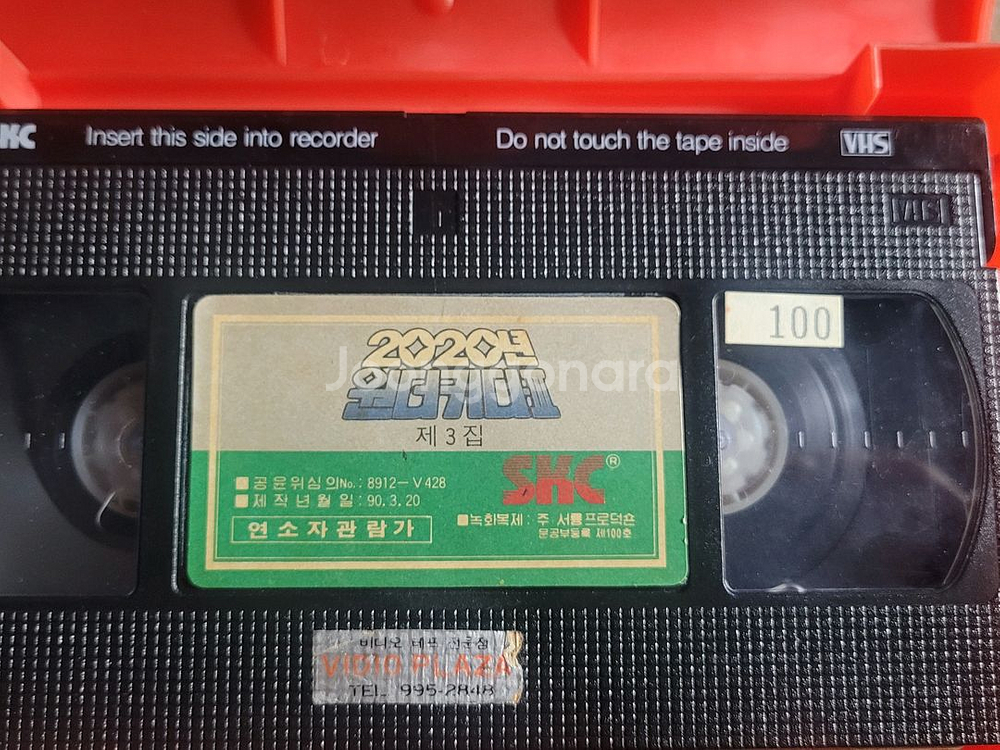 SKC Insert this side into recorder Do not touch the tape inside VHS
VHS
100
2020년
원더키디 III
제3집
SKC®
■공윤위심의No.: 8912-V428
■제작년월일: 90.3.20
연소자관람가
■녹화복제: 주 서륭프로덕숀
문공부등록 제100호
비디오 테프 전문점
VIDIO PLAZA
TEL. 995-2848
Joonggonara